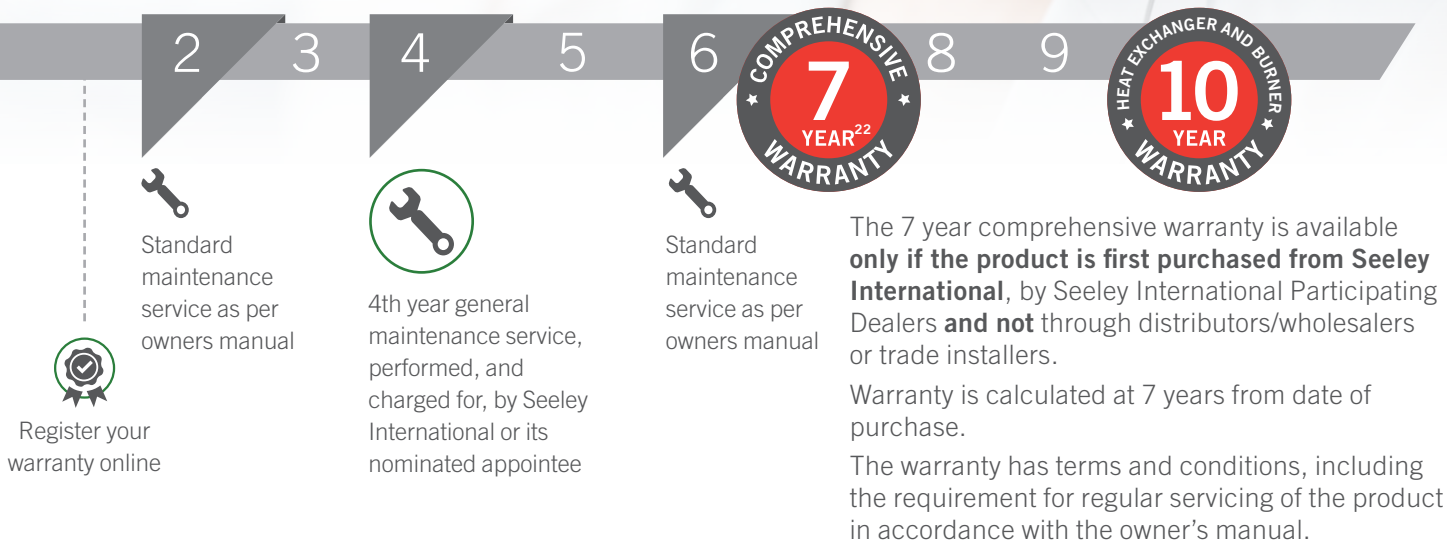 2
3
4
5
6
COMPREHENSIVE
7
YEAR22
WARRANTY
8
9
HEAT EXCHANGER AND BURNER
10
YEAR
WARRANTY
Register your
warranty online
Standard
maintenance
service as per
owners manual
4th year general
maintenance service,
performed, and
charged for, by Seeley
International or its
nominated appointee
Standard
maintenance
service as per
owners manual
The 7 year comprehensive warranty is available
only if the product is first purchased from Seeley
International, by Seeley International Participating
Dealers and not through distributors/wholesalers
or trade installers.
Warranty is calculated at 7 years from date of
purchase.
The warranty has terms and conditions, including
the requirement for regular servicing of the product
in accordance with the owner’s manual.